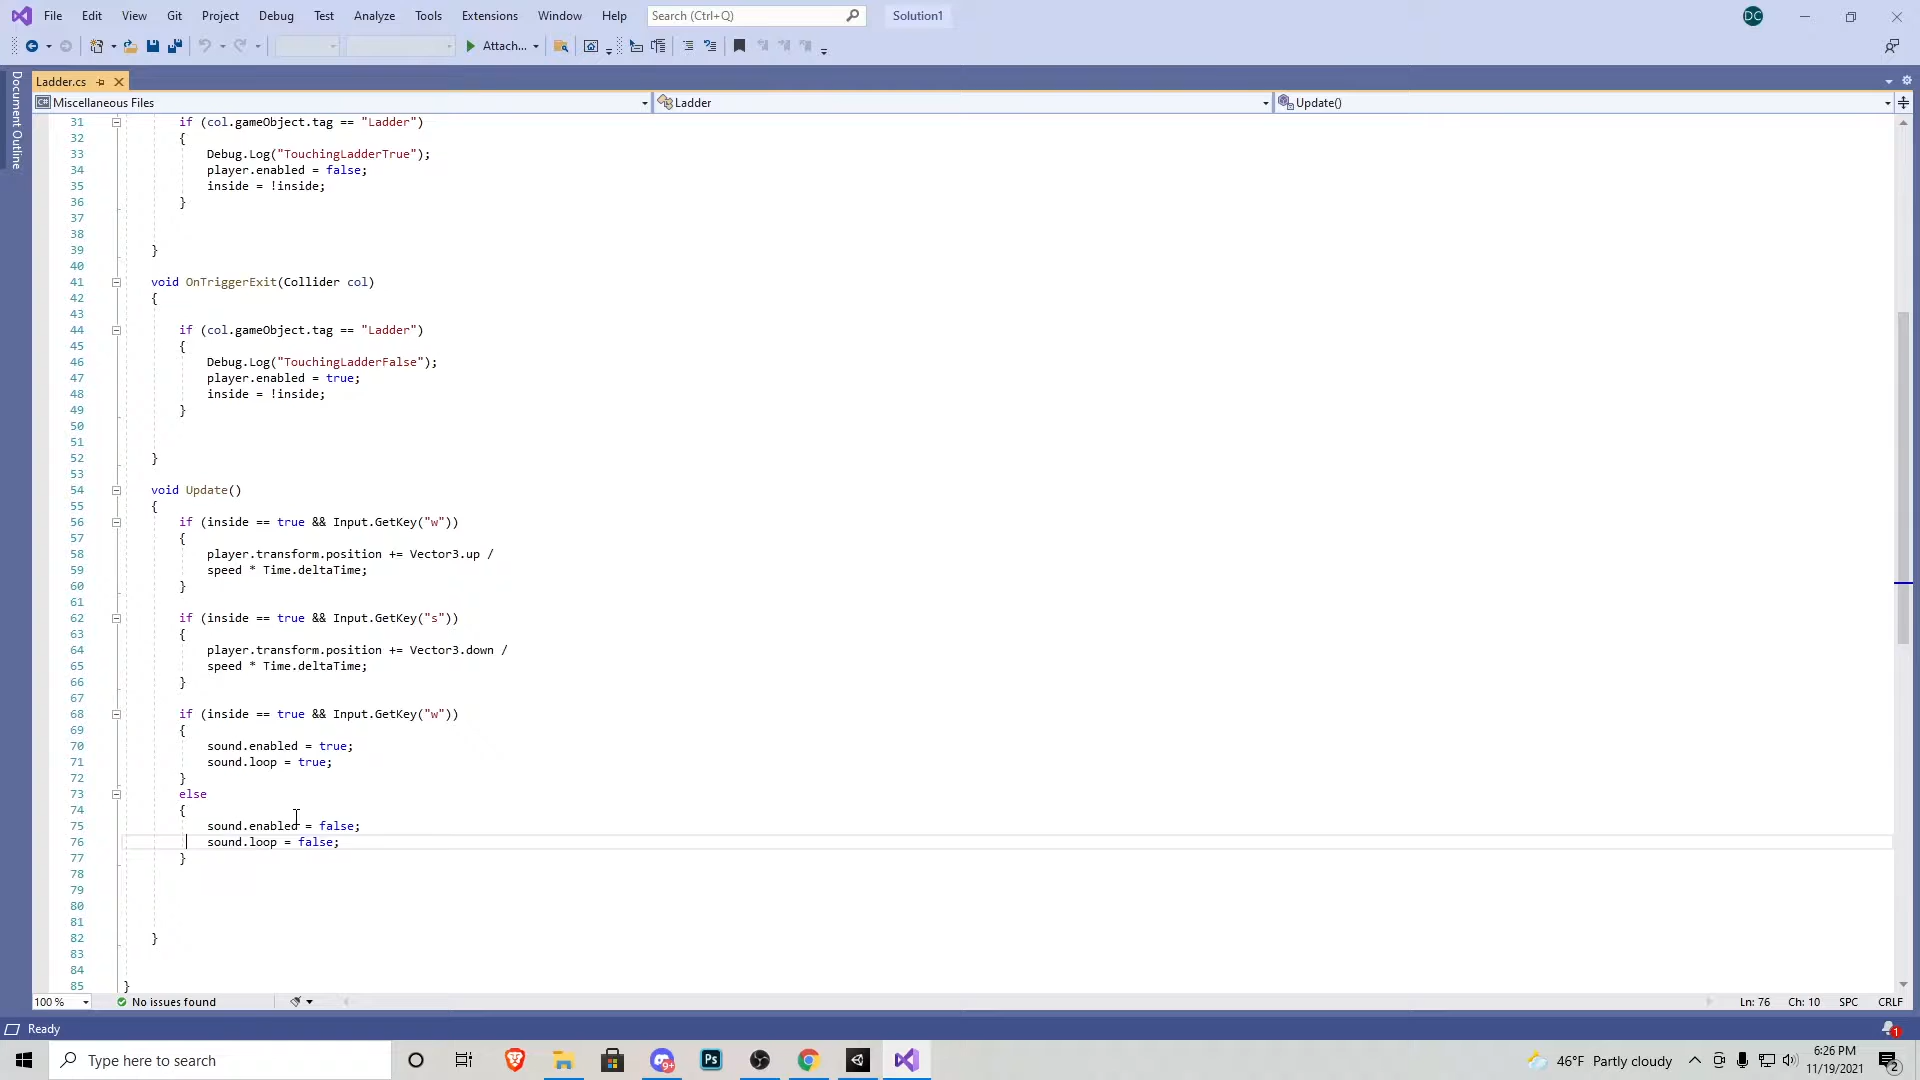 File Edit View Git Project Debug Test Analyze Tools Extensions Window Help Search (Ctrl+Q) Solution1 DC
Attach...
Document Outline
Ladder.cs
Miscellaneous Files Ladder Update()
31 if (col.gameObject.tag == "Ladder")
32 {
33 Debug.Log("TouchingLadderTrue");
34 player.enabled = false;
35 inside = !inside;
36 }
37
38
39 }
40
41 void OnTriggerExit(Collider col)
42 {
43
44 if (col.gameObject.tag == "Ladder")
45 {
46 Debug.Log("TouchingLadderFalse");
47 player.enabled = true;
48 inside = !inside;
49 }
50
51
52 }
53
54 void Update()
55 {
56 if (inside == true && Input.GetKey("w"))
57 {
58 player.transform.position += Vector3.up /
59 speed * Time.deltaTime;
60 }
61
62 if (inside == true && Input.GetKey("s"))
63 {
64 player.transform.position += Vector3.down /
65 speed * Time.deltaTime;
66 }
67
68 if (inside == true && Input.GetKey("w"))
69 {
70 sound.enabled = true;
71 sound.loop = true;
72 }
73 else
74 {
75 sound.enabled = false;
76 sound.loop = false;
77 }
78
79
80
81
82 }
83
84
85 }
100 % No issues found Ln: 76 Ch: 10 SPC CRLF
Ready 1
Type here to search 9+ Ps 46°F Partly cloudy 6:26 PM
11/19/2021 2